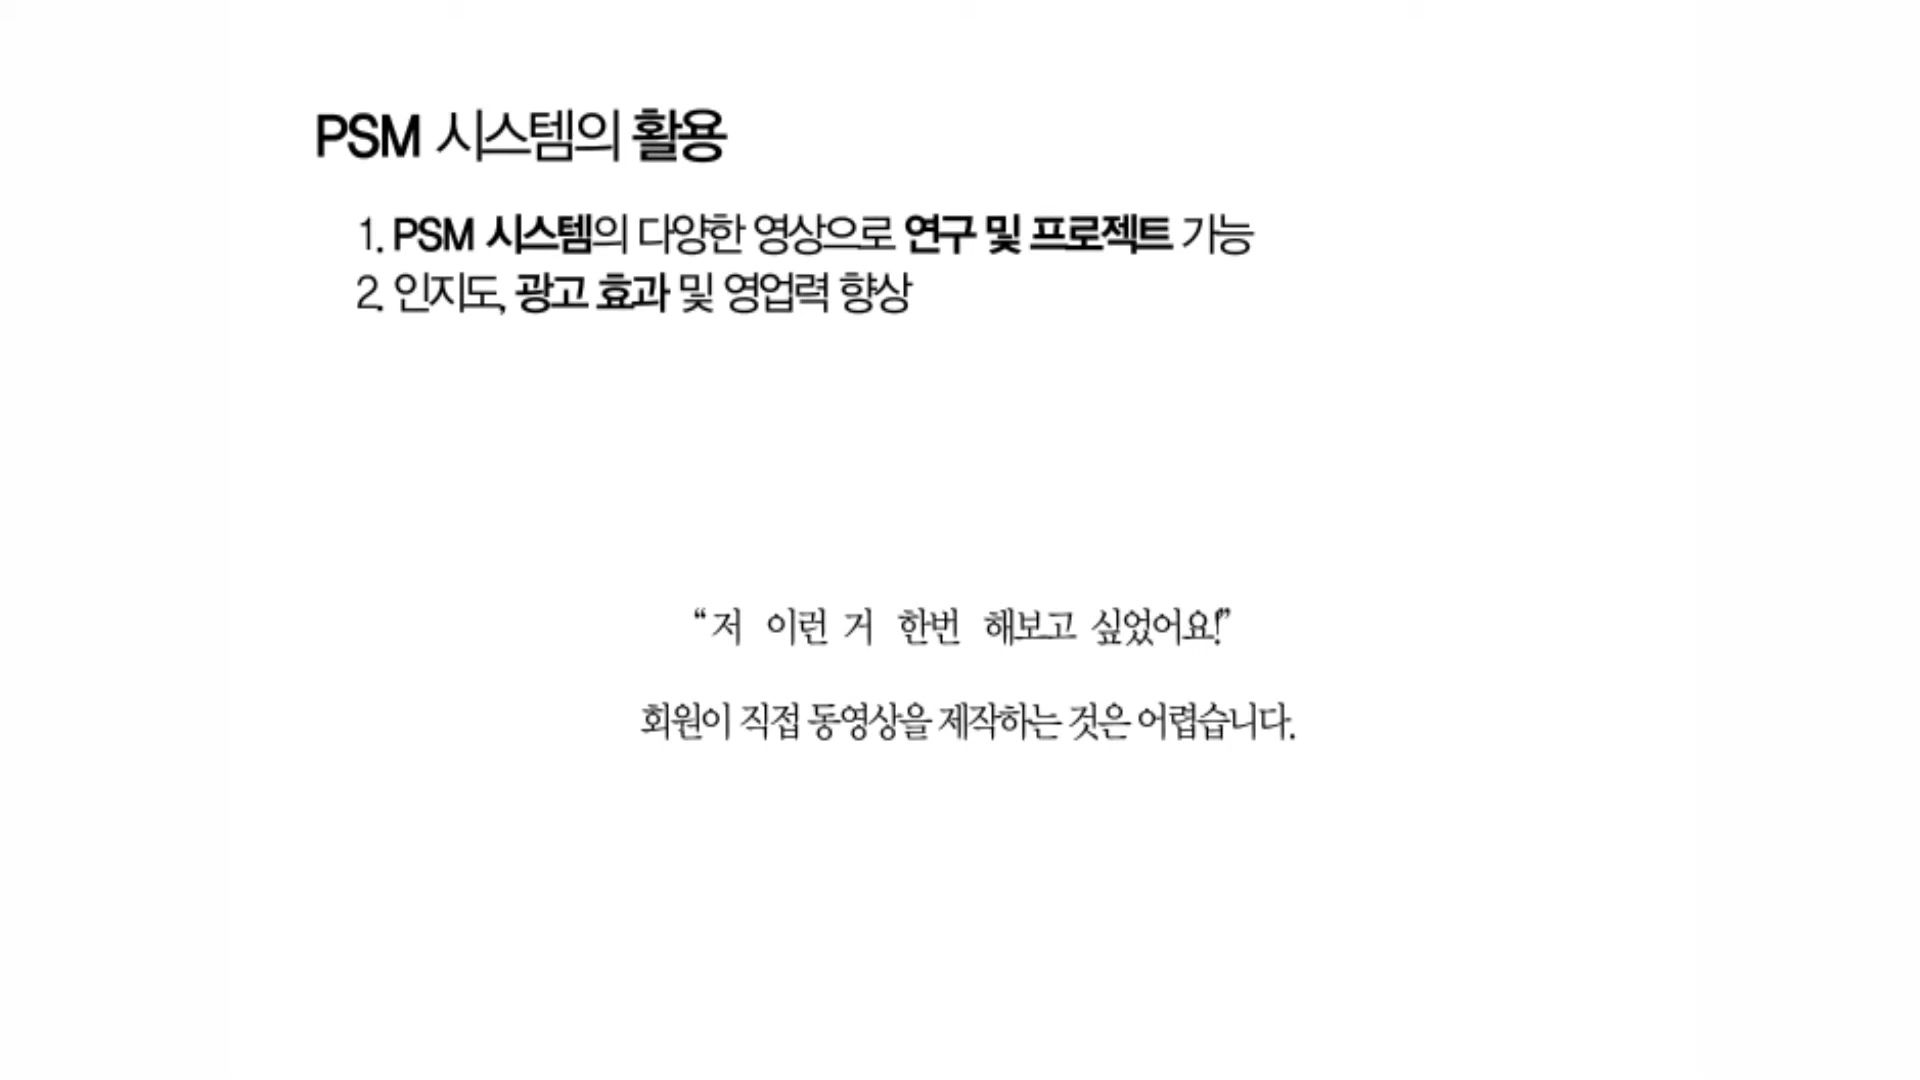 PSM 시스템의 활용
1. PSM 시스템의 다양한 영상으로 연구 및 프로젝트 가능
2. 인지도, 광고 효과 및 영업력 향상
“저 이런 거 한번 해보고 싶었어요!”
회원이 직접 동영상을 제작하는 것은 어렵습니다.